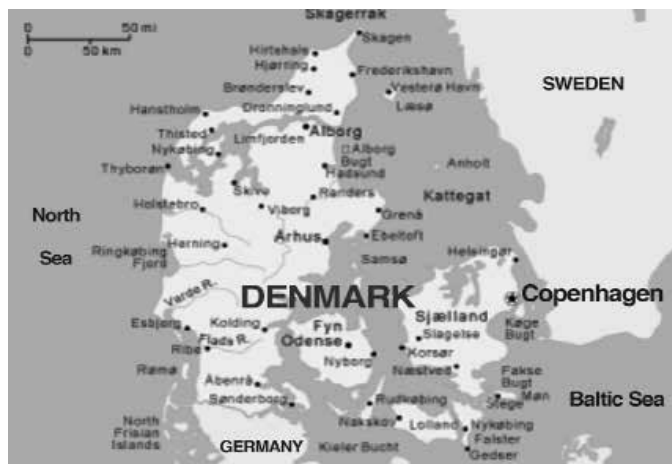 Skagerrak
0 50 mi
0 50 km
Skagen
Hirtshals
Hjørring
Frederikshavn
SWEDEN
Brønderslev
Vesterø Havn
Læsø
Hanstholm
Dronninglund
Thisted
Limfjorden
Ålborg
Nykøbing
Ålborg
Bugt
Thyborøn
Hadsund
Anholt
Skive
Randers
Kattegat
North
Sea
Holstebro
Viborg
Grenå
Herning
Århus
Ebeltoft
Helsingør
Ringkøbing
Fjord
Samsø
Varde R.
DENMARK
Copenhagen
Sjælland
Esbjerg
Kolding
Fyn
Køge
Bugt
Flads R.
Odense
Slagelse
Ribe
Nyborg
Korsør
Rømø
Næstved
Fakse
Bugt
Åbenrå
Møn
Sønderborg
Rudkøbing
Stege
Baltic Sea
North
Frisian
Islands
Nakskov
Lolland
Nykøbing
Falster
GERMANY
Kieler Bucht
Gedser